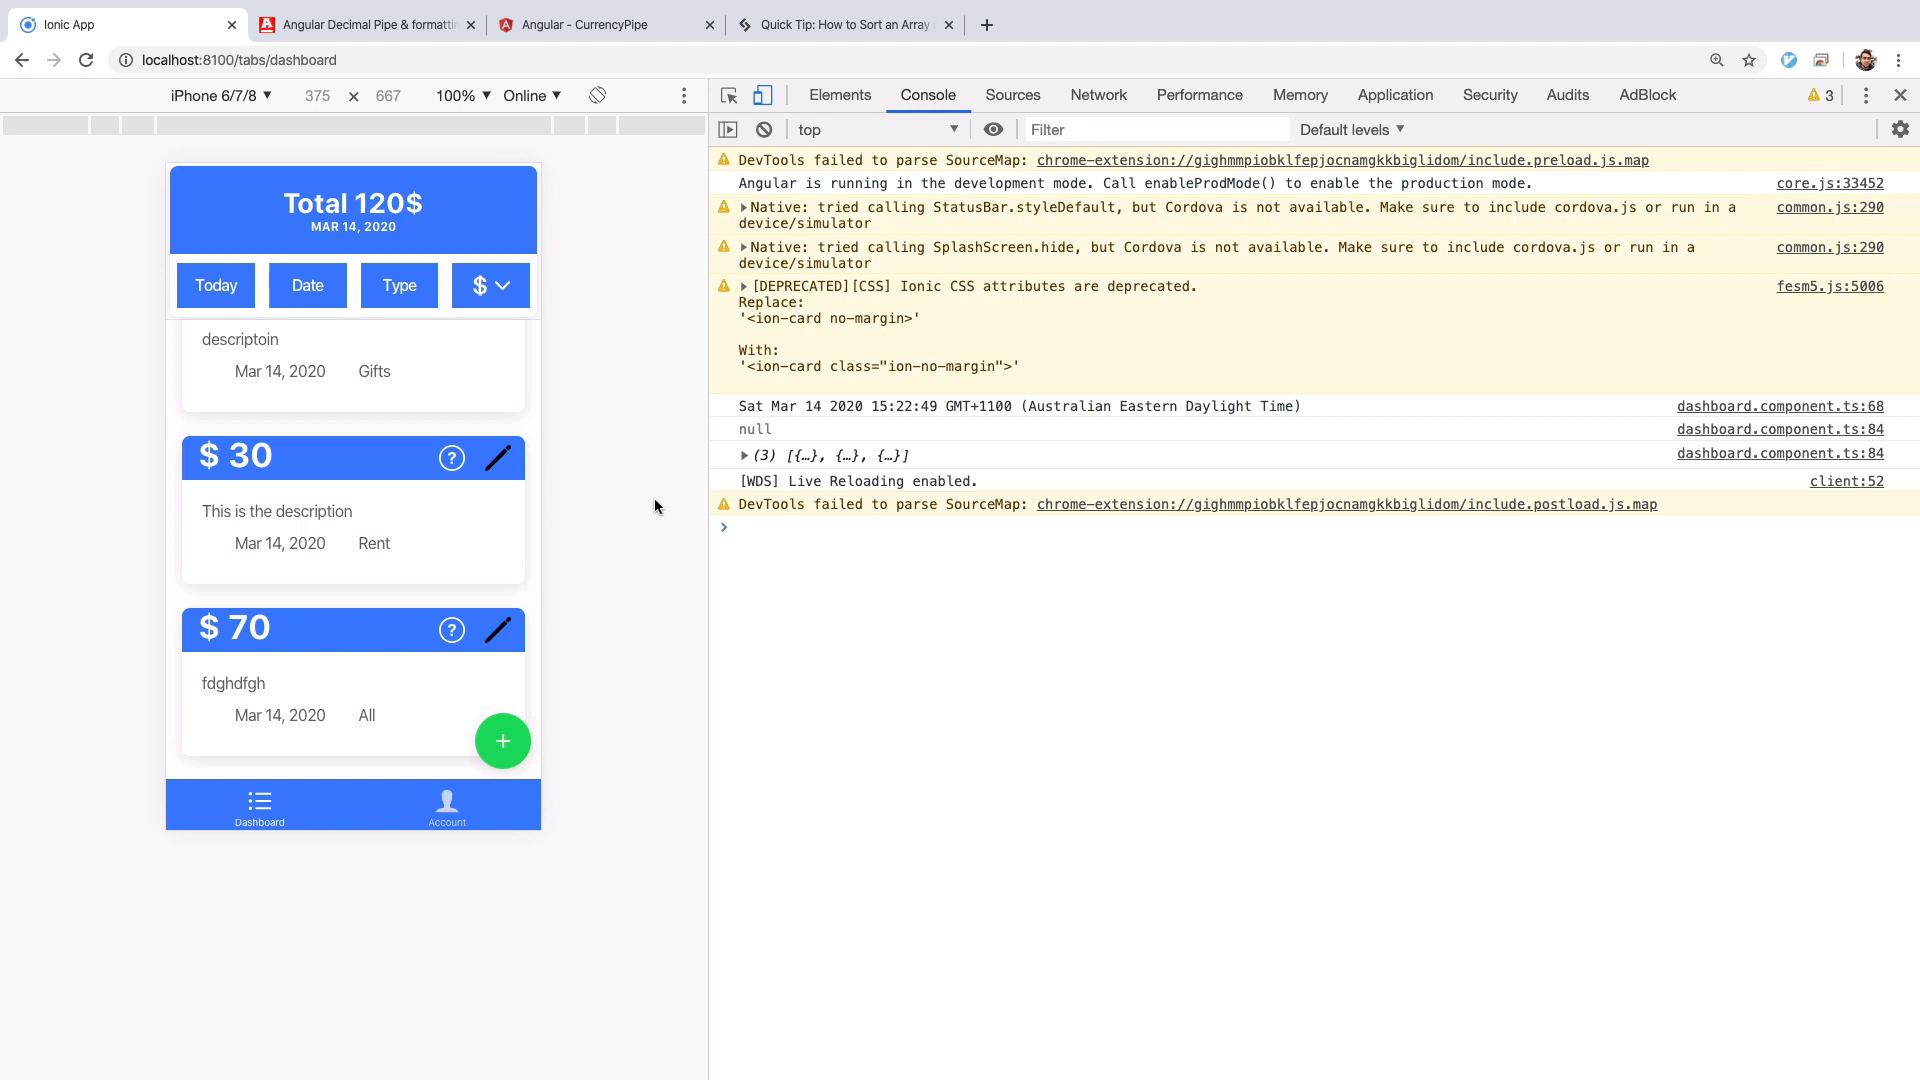 Ionic App
Angular Decimal Pipe & formattin
Angular - CurrencyPipe
Quick Tip: How to Sort an Array
localhost:8100/tabs/dashboard
iPhone 6/7/8 375 × 667 100% Online
Elements Console Sources Network Performance Memory Application Security Audits AdBlock 3
top Filter Default levels
Total 120$
MAR 14, 2020
Today Date Type $
descriptoin
Mar 14, 2020 Gifts
$ 30 ?
This is the description
Mar 14, 2020 Rent
$ 70 ?
fdghdfgh
Mar 14, 2020 All
+
Dashboard Account
DevTools failed to parse SourceMap: chrome-extension://gighmmpiobklfepjocnamgkkbiglidom/include.preload.js.map
Angular is running in the development mode. Call enableProdMode() to enable the production mode. core.js:33452
Native: tried calling StatusBar.styleDefault, but Cordova is not available. Make sure to include cordova.js or run in a common.js:290
device/simulator
Native: tried calling SplashScreen.hide, but Cordova is not available. Make sure to include cordova.js or run in a common.js:290
device/simulator
[DEPRECATED][CSS] Ionic CSS attributes are deprecated. fesm5.js:5006
Replace:
'<ion-card no-margin>'
With:
'<ion-card class="ion-no-margin">'
Sat Mar 14 2020 15:22:49 GMT+1100 (Australian Eastern Daylight Time) dashboard.component.ts:68
null dashboard.component.ts:84
(3) [{…}, {…}, {…}] dashboard.component.ts:84
[WDS] Live Reloading enabled. client:52
DevTools failed to parse SourceMap: chrome-extension://gighmmpiobklfepjocnamgkkbiglidom/include.postload.js.map